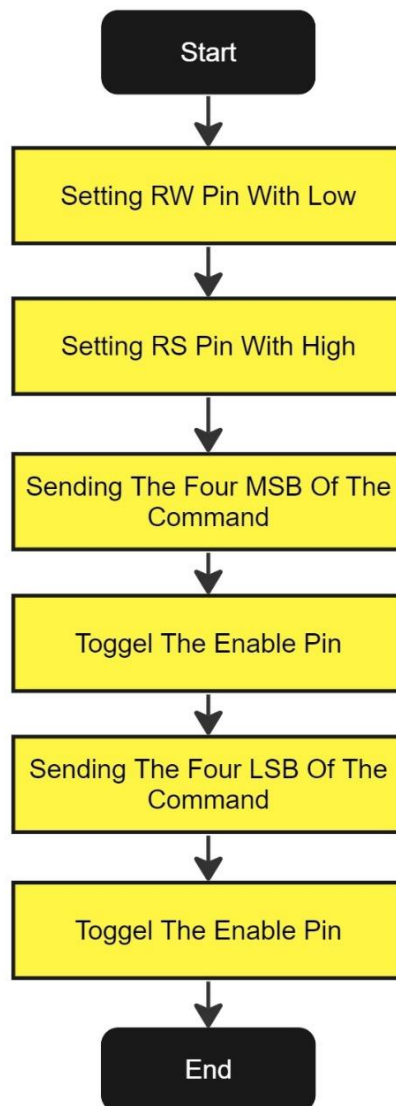 Start
Setting RW Pin With Low
Setting RS Pin With High
Sending The Four MSB Of The
Command
Toggel The Enable Pin
Sending The Four LSB Of The
Command
Toggel The Enable Pin
End